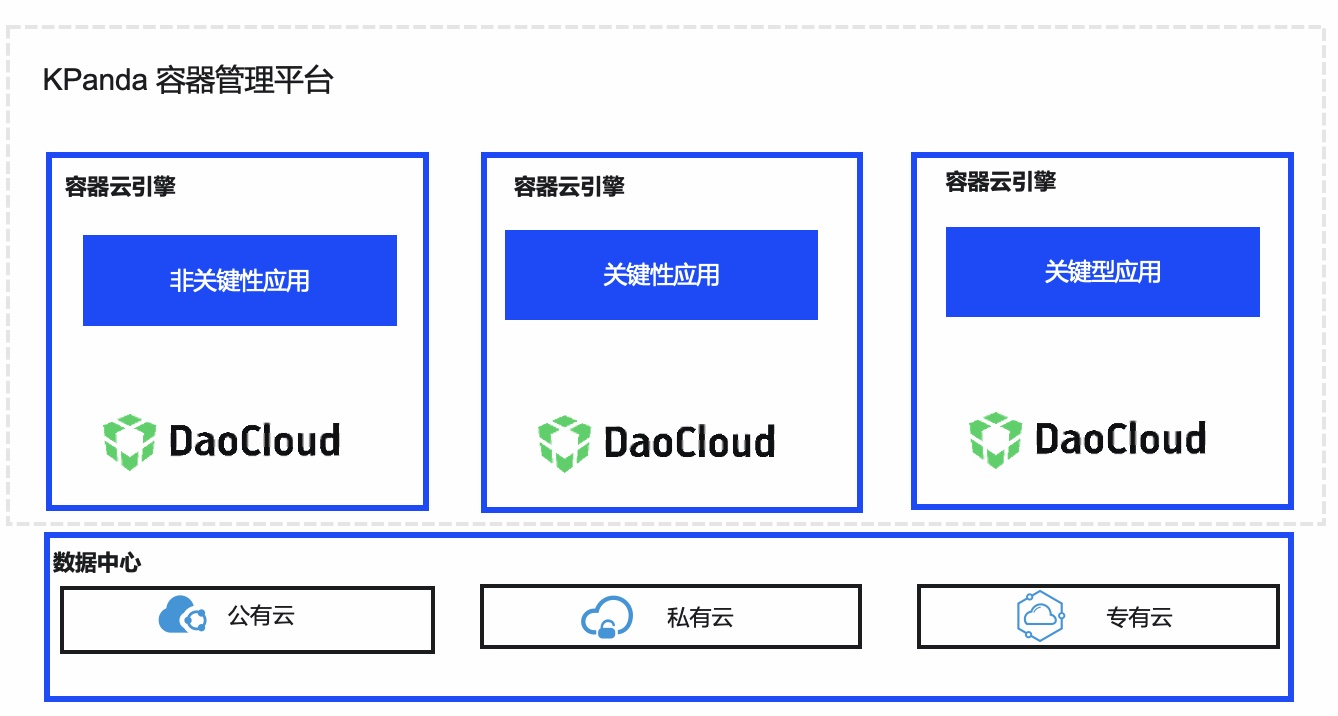 KPanda 容器管理平台
容器云引擎
非关键性应用
DaoCloud
容器云引擎
关键性应用
DaoCloud
容器云引擎
关键型应用
DaoCloud
数据中心
公有云
私有云
专有云